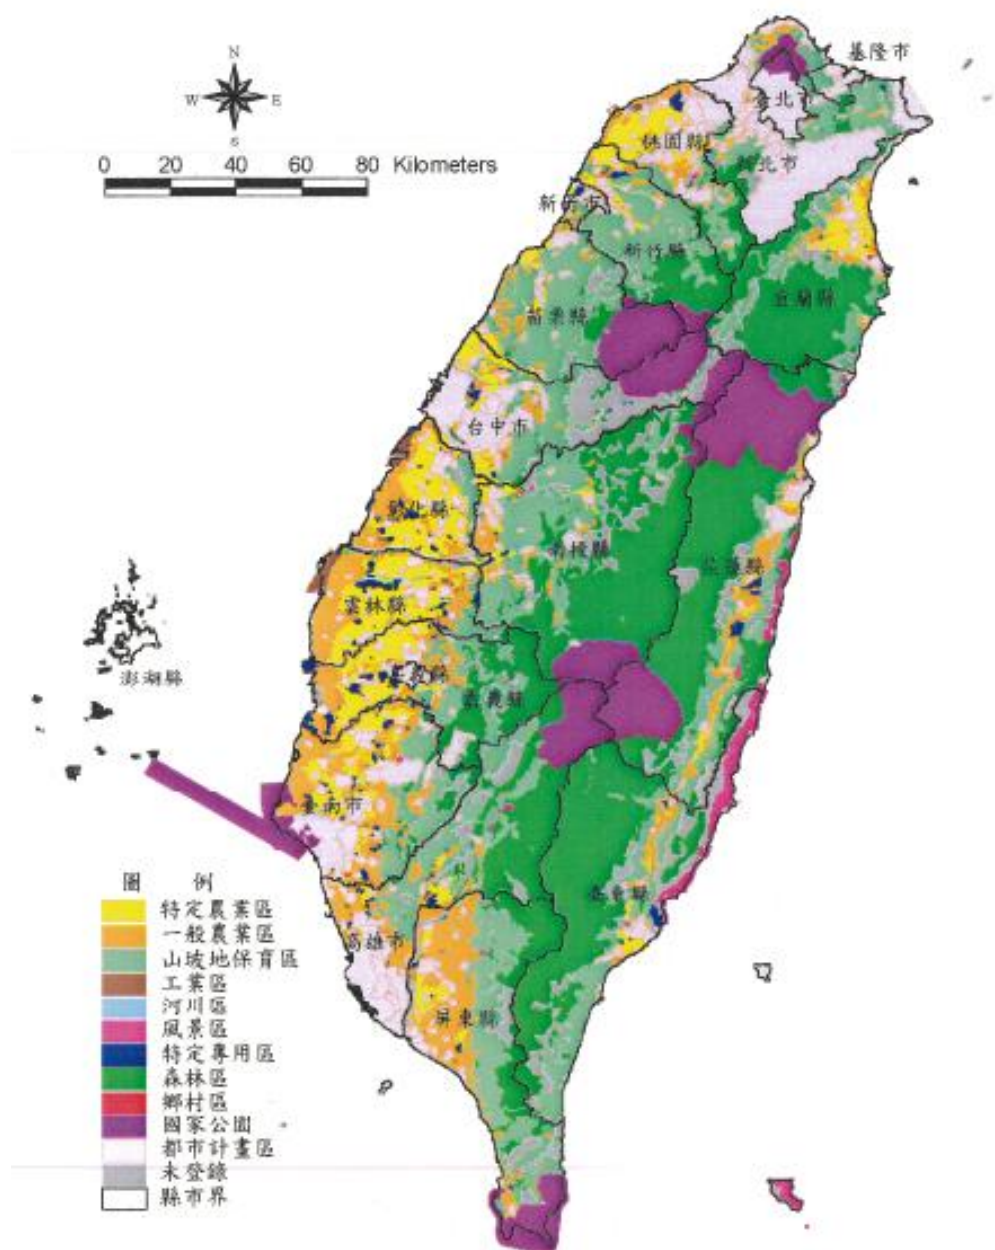 N
W E
S
0 20 40 60 80 Kilometers
基隆市
台北市
桃園縣
新北市
新竹市
新竹縣
宜蘭縣
苗栗縣
台中市
彰化縣
南投縣
花蓮縣
雲林縣
澎湖縣
嘉義縣
臺南市
臺東縣
高雄市
屏東縣
圖 例
特定農業區
一般農業區
山坡地保育區
工業區
河川區
風景區
特定專用區
森林區
鄉村區
國家公園
都市計畫區
未登錄
縣市界